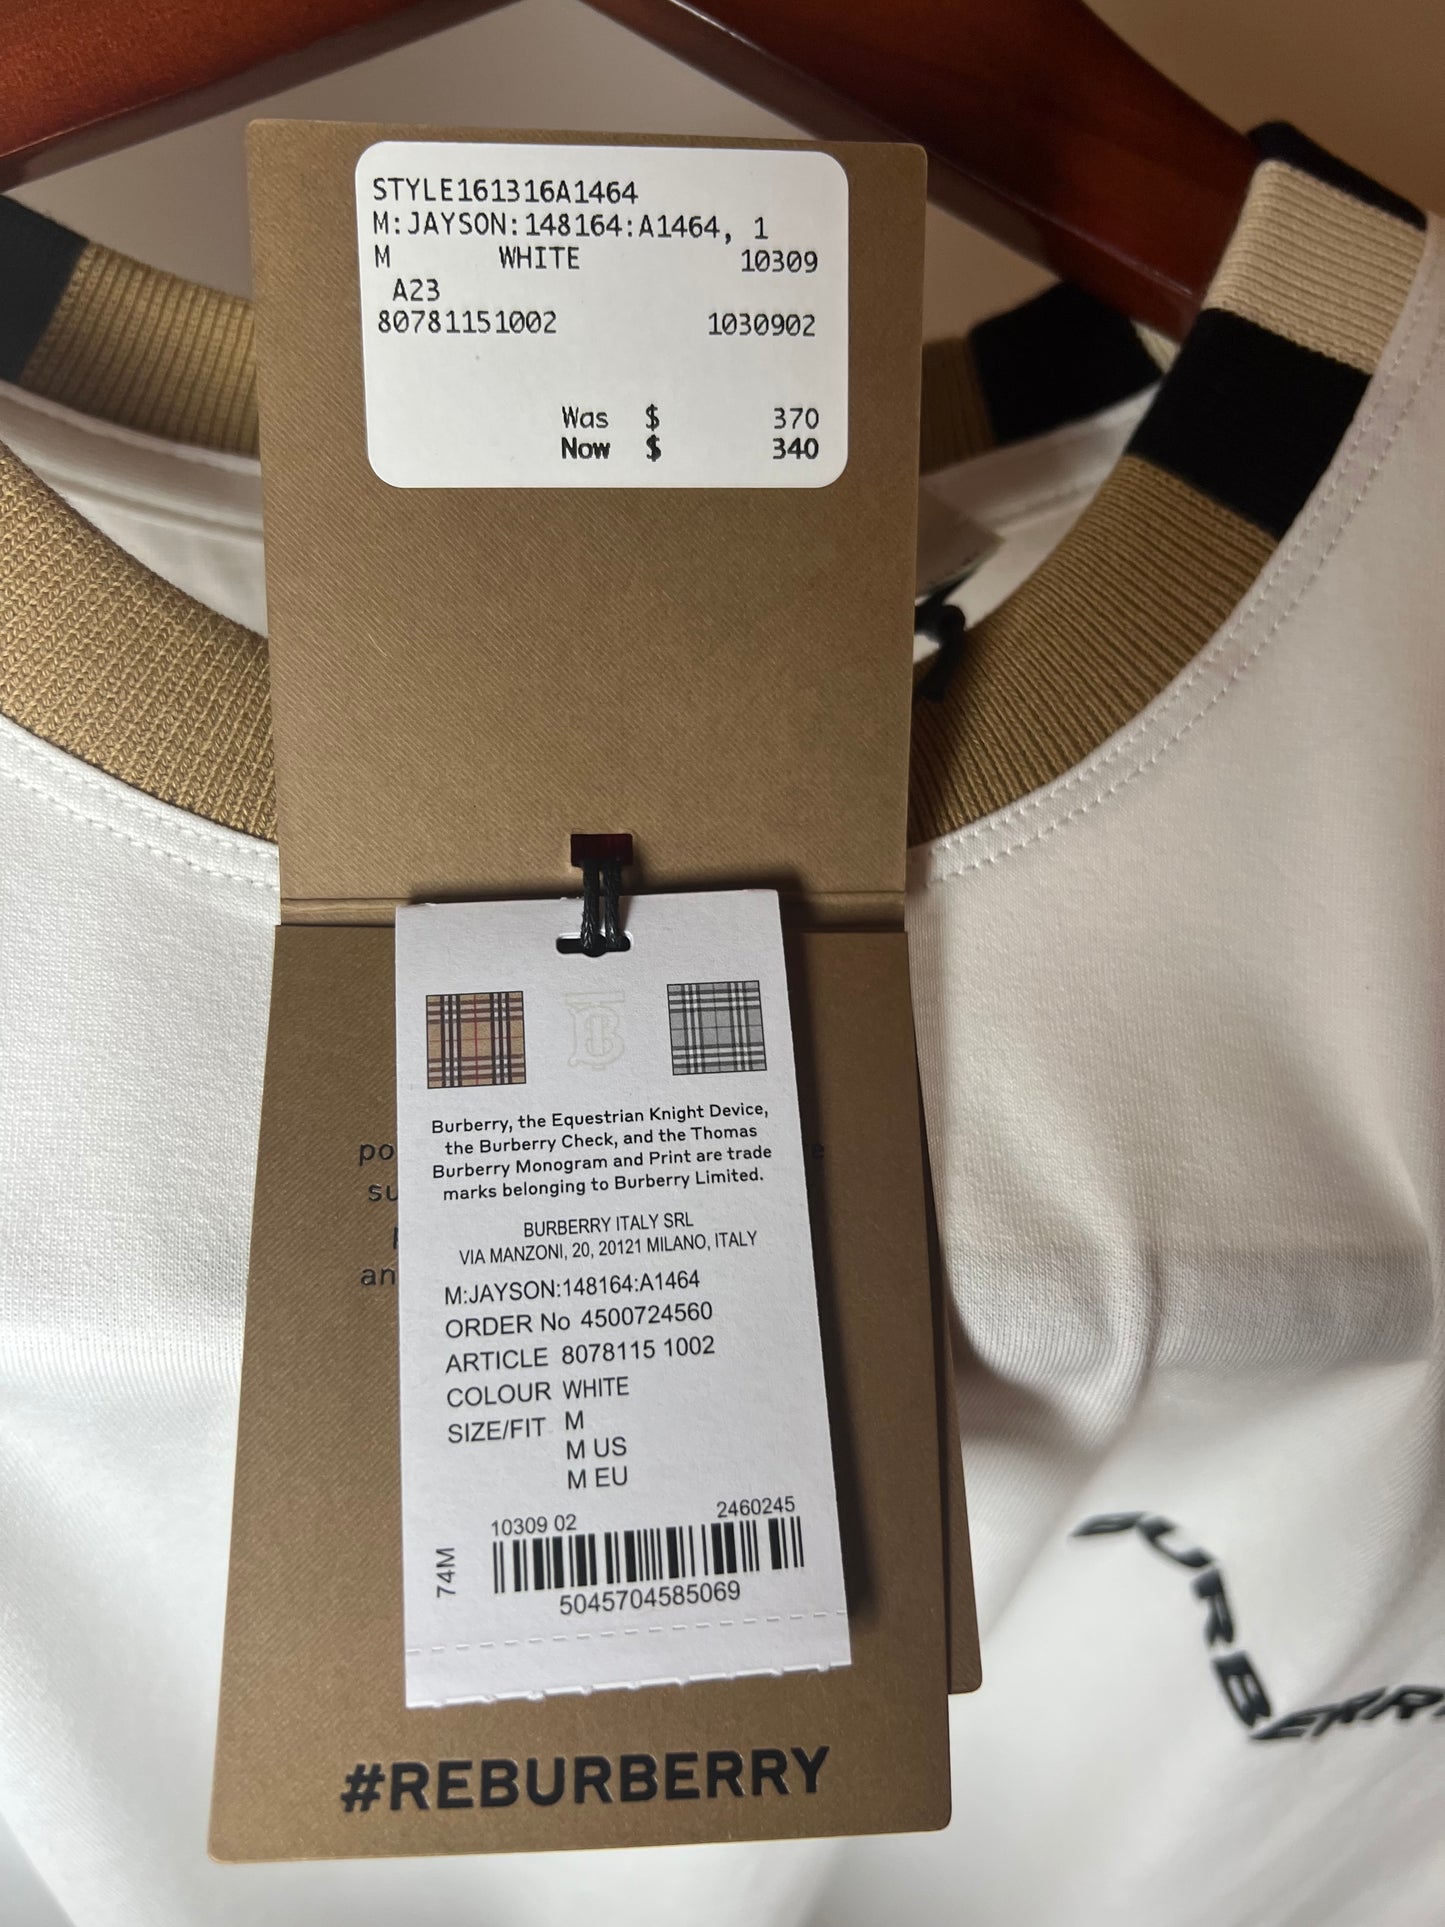 STYLE161316A1464
M:JAYSON:148164:A1464, 1
M WHITE 10309
A23
80781151002 1030902
Was $ 370
Now $ 340
Burberry, the Equestrian Knight Device,
the Burberry Check, and the Thomas
Burberry Monogram and Print are trade
marks belonging to Burberry Limited.
BURBERRY ITALY SRL
VIA MANZONI, 20, 20121 MILANO, ITALY
M:JAYSON:148164:A1464
ORDER No 4500724560
ARTICLE 8078115 1002
COLOUR WHITE
SIZE/FIT M
M US
M EU
10309 02 2460245
74M
5045704585069
#REBURBERRY
BURBERRY